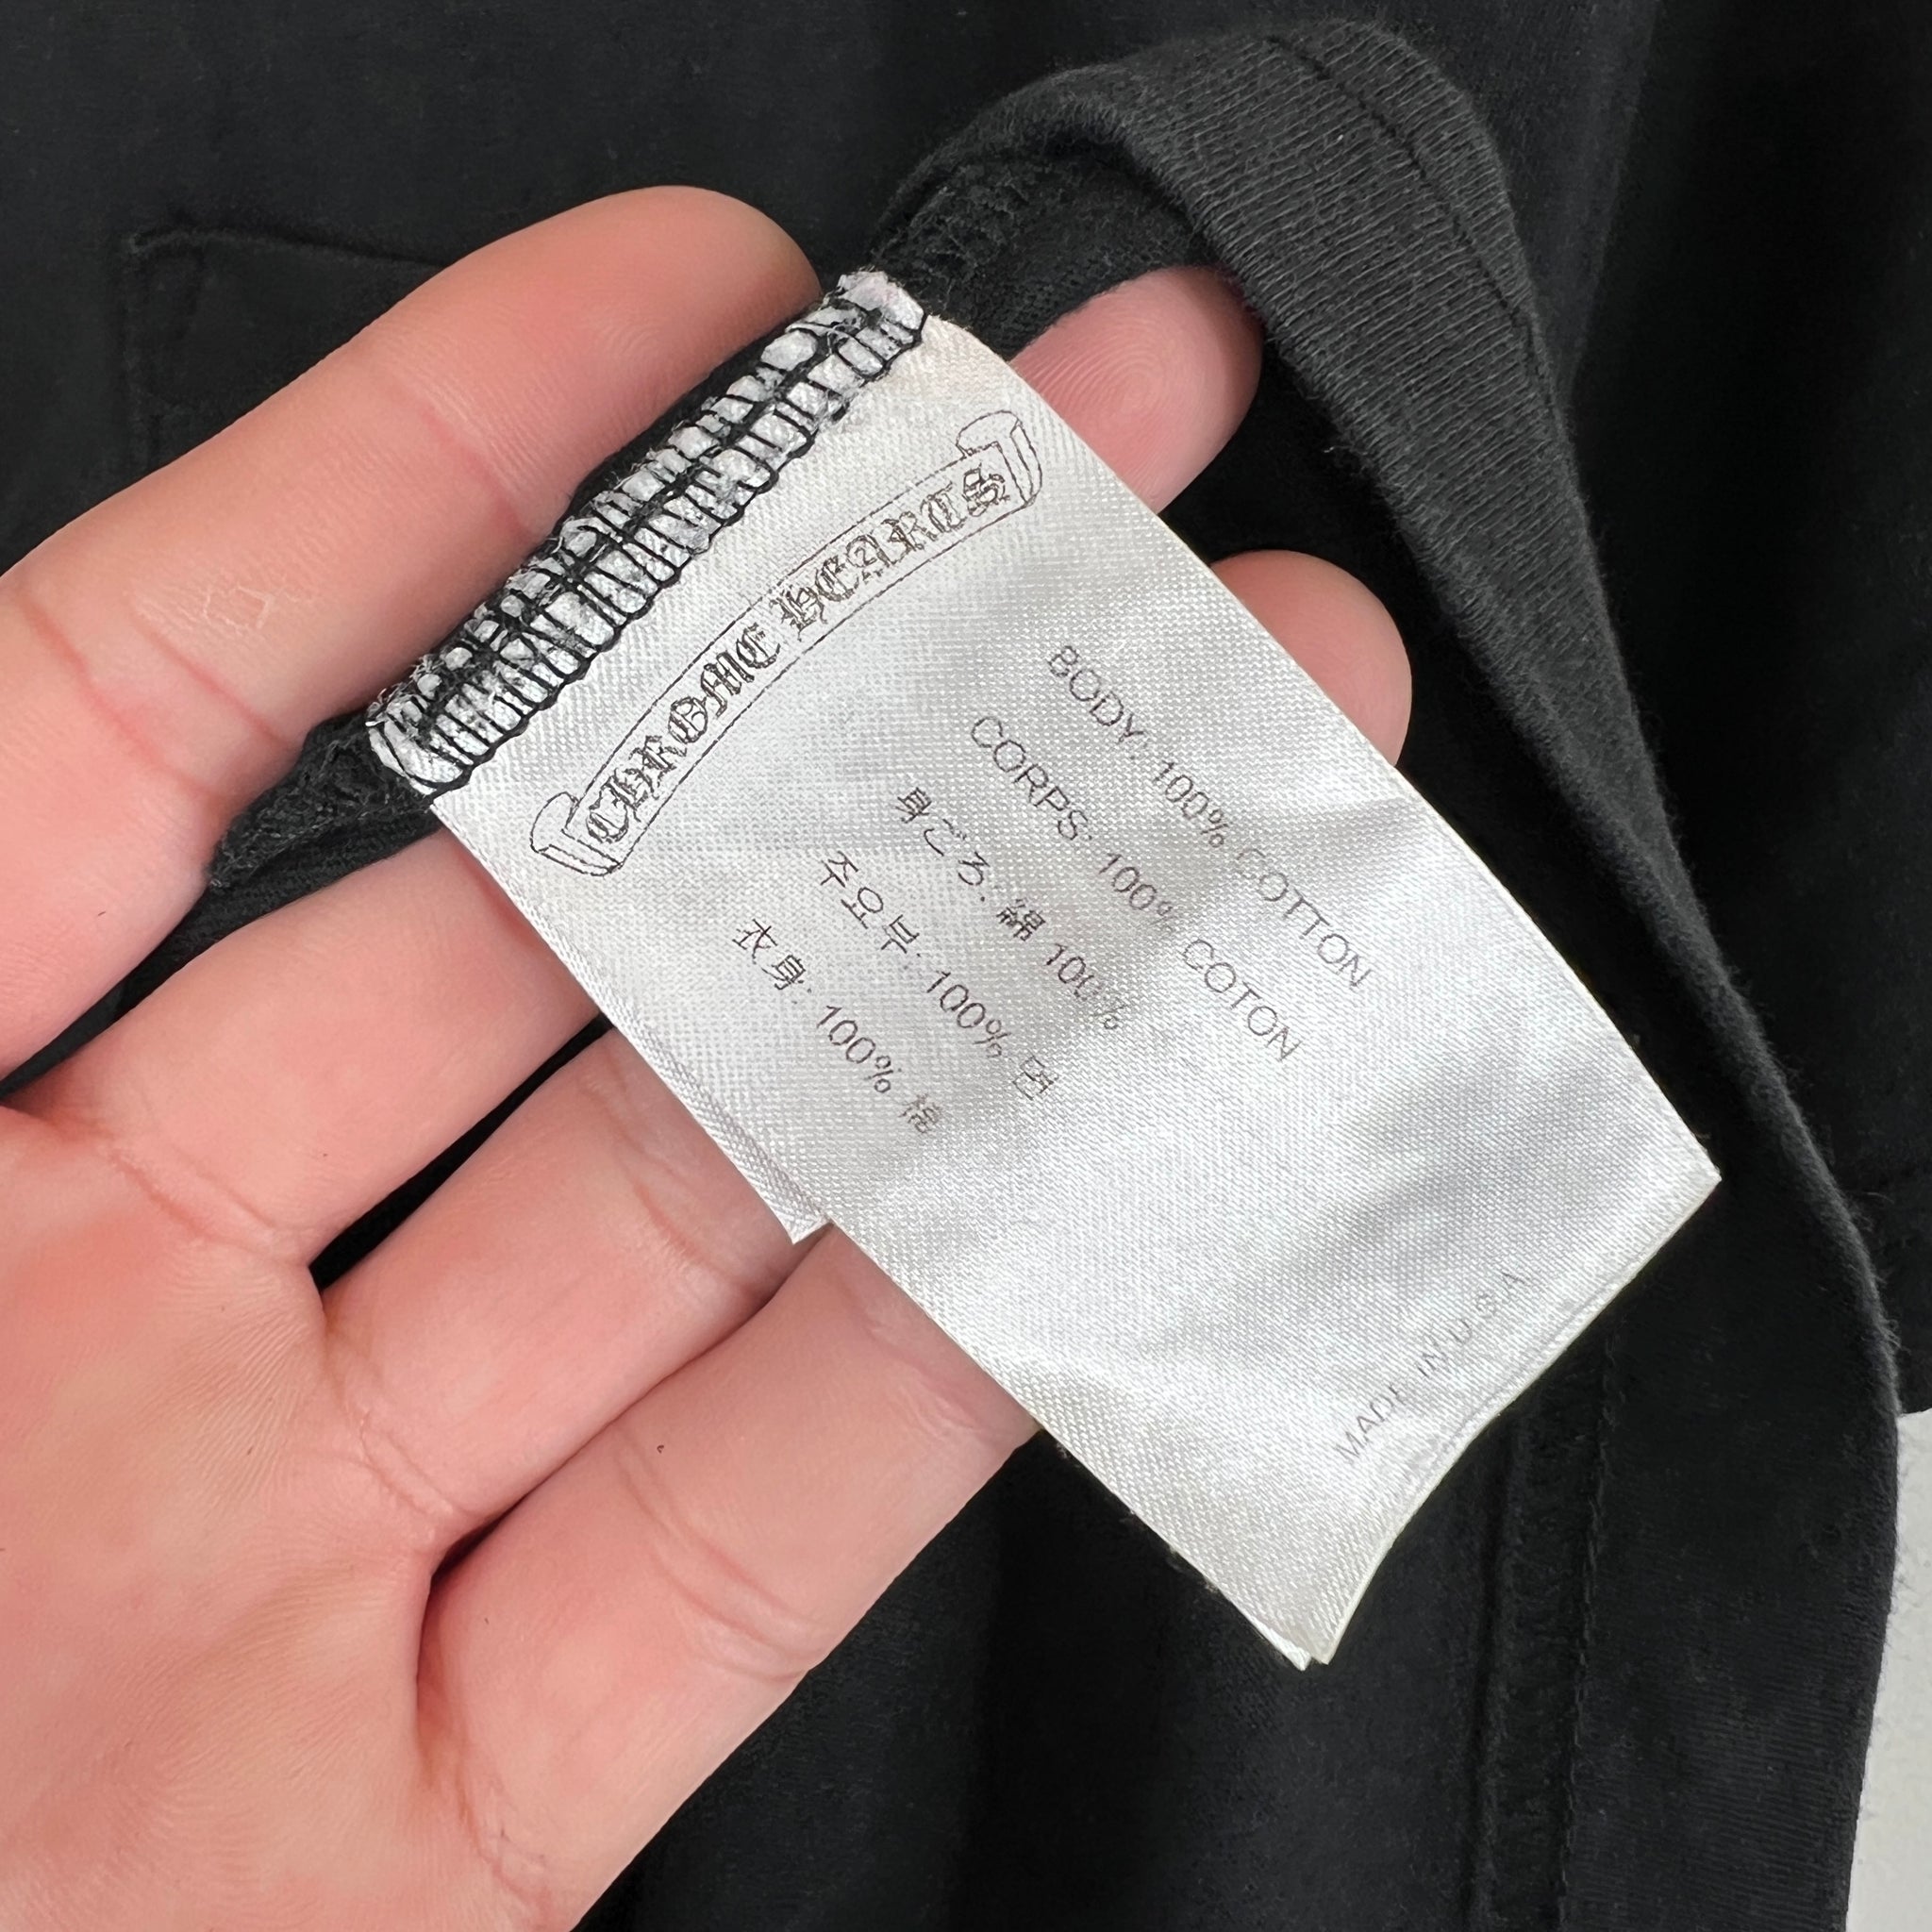 CHROME HEARTS
BODY: 100% COTTON
CORPS: 100% COTON
身ごろ: 綿 100%
주요부: 100% 면
衣身: 100% 棉
MADE IN U.S.A.